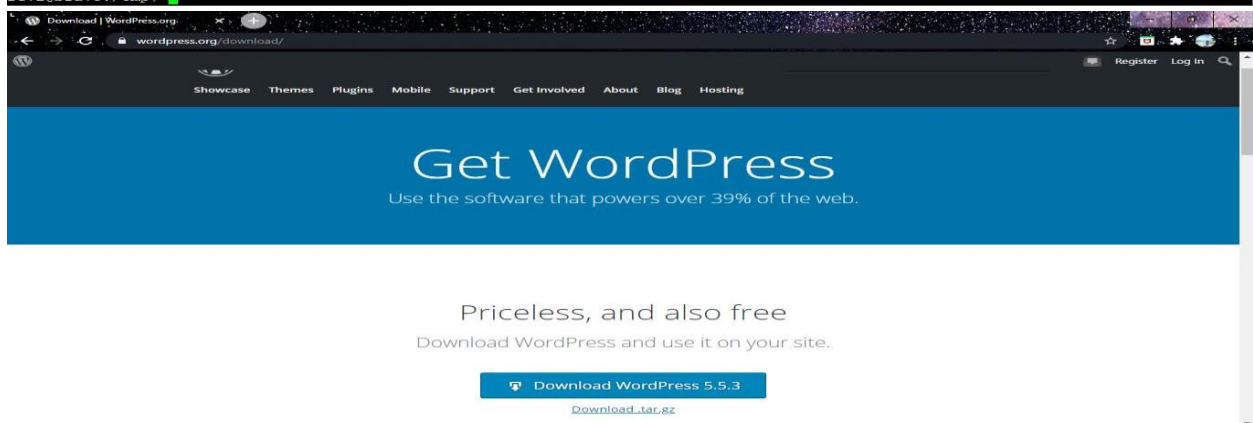 Download | WordPress.org
wordpress.org/download/
Register Log In
Showcase Themes Plugins Mobile Support Get Involved About Blog Hosting
Get WordPress
Use the software that powers over 39% of the web.
Priceless, and also free
Download WordPress and use it on your site.
Download WordPress 5.5.3
Download .tar.gz